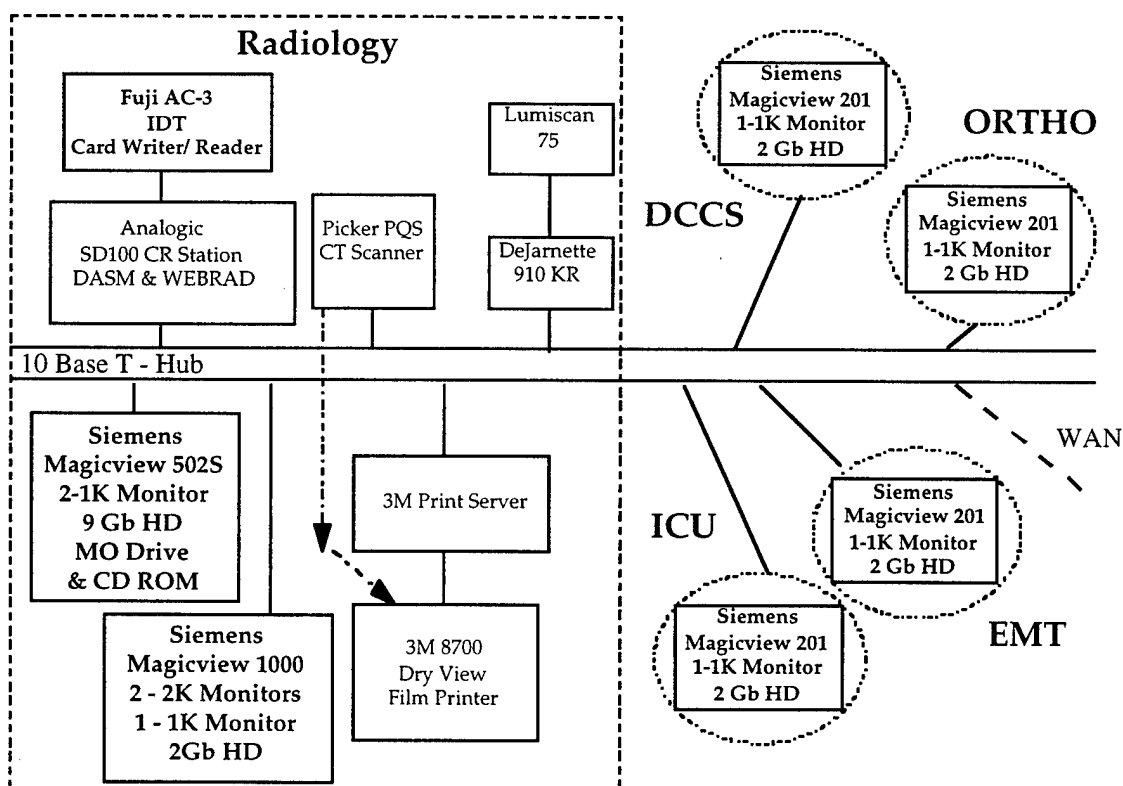 Radiology
Fuji AC-3
IDT
Card Writer/ Reader
Lumiscan
75
Analogic
SD100 CR Station
DASM & WEBRAD
Picker PQS
CT Scanner
DeJarnette
910 KR
Siemens
Magicview 201
1-1K Monitor
2 Gb HD
DCCS
ORTHO
Siemens
Magicview 201
1-1K Monitor
2 Gb HD
10 Base T - Hub
Siemens
Magicview 502S
2-1K Monitor
9 Gb HD
MO Drive
& CD ROM
3M Print Server
Siemens
Magicview 1000
2 - 2K Monitors
1 - 1K Monitor
2Gb HD
3M 8700
Dry View
Film Printer
WAN
ICU
Siemens
Magicview 201
1-1K Monitor
2 Gb HD
EMT
Siemens
Magicview 201
1-1K Monitor
2 Gb HD